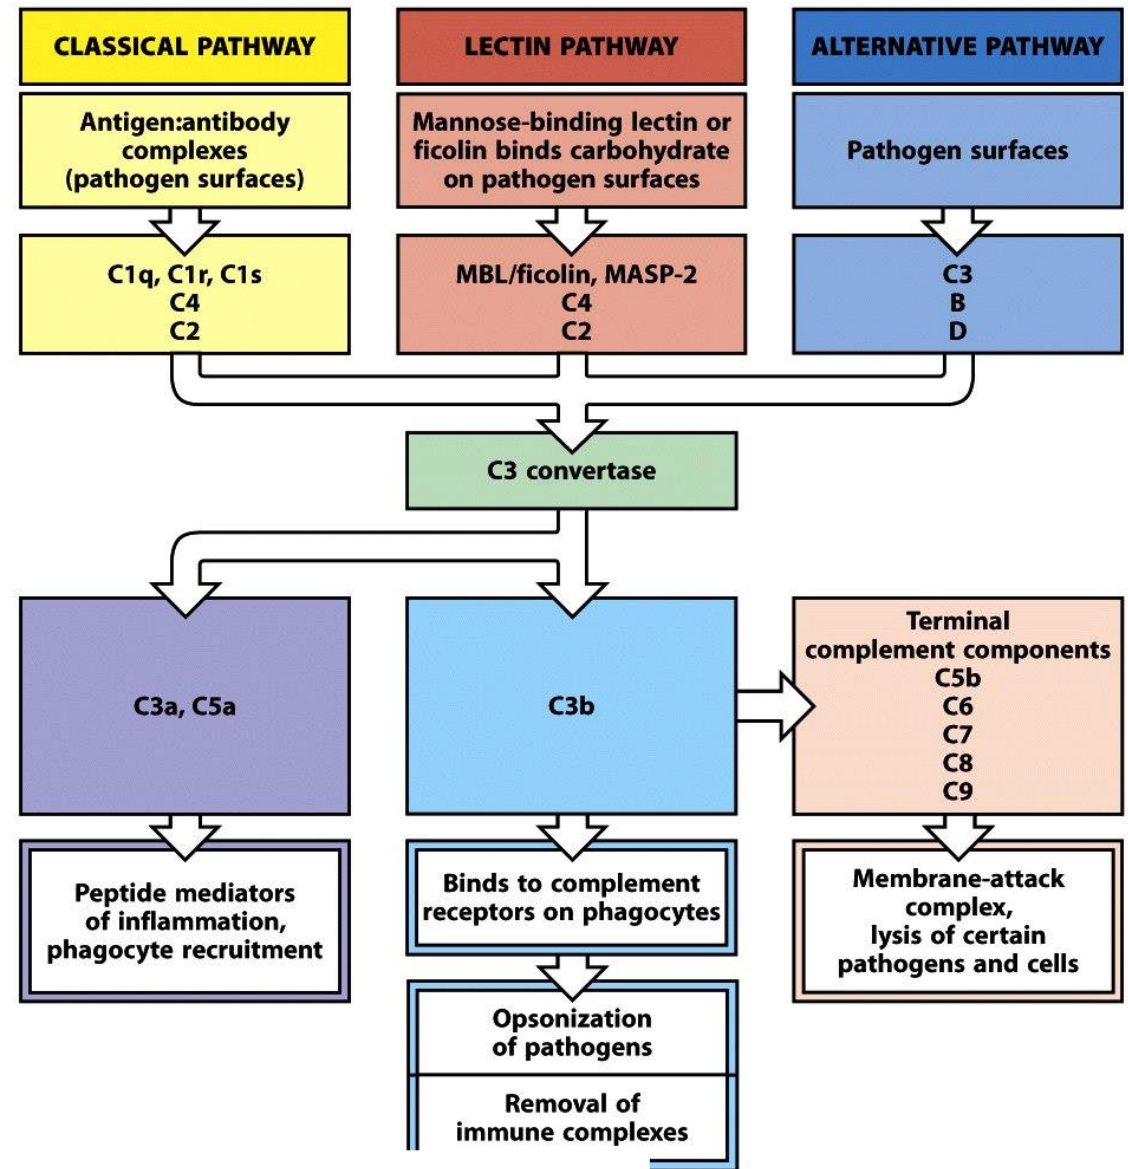 CLASSICAL PATHWAY
LECTIN PATHWAY
ALTERNATIVE PATHWAY
Antigen:antibody
complexes
(pathogen surfaces)
Mannose-binding lectin or
ficolin binds carbohydrate
on pathogen surfaces
Pathogen surfaces
C1q, C1r, C1s
C4
C2
MBL/ficolin, MASP-2
C4
C2
C3
B
D
C3 convertase
C3a, C5a
C3b
Terminal
complement components
C5b
C6
C7
C8
C9
Peptide mediators
of inflammation,
phagocyte recruitment
Binds to complement
receptors on phagocytes
Membrane-attack
complex,
lysis of certain
pathogens and cells
Opsonization
of pathogens
Removal of
immune complexes